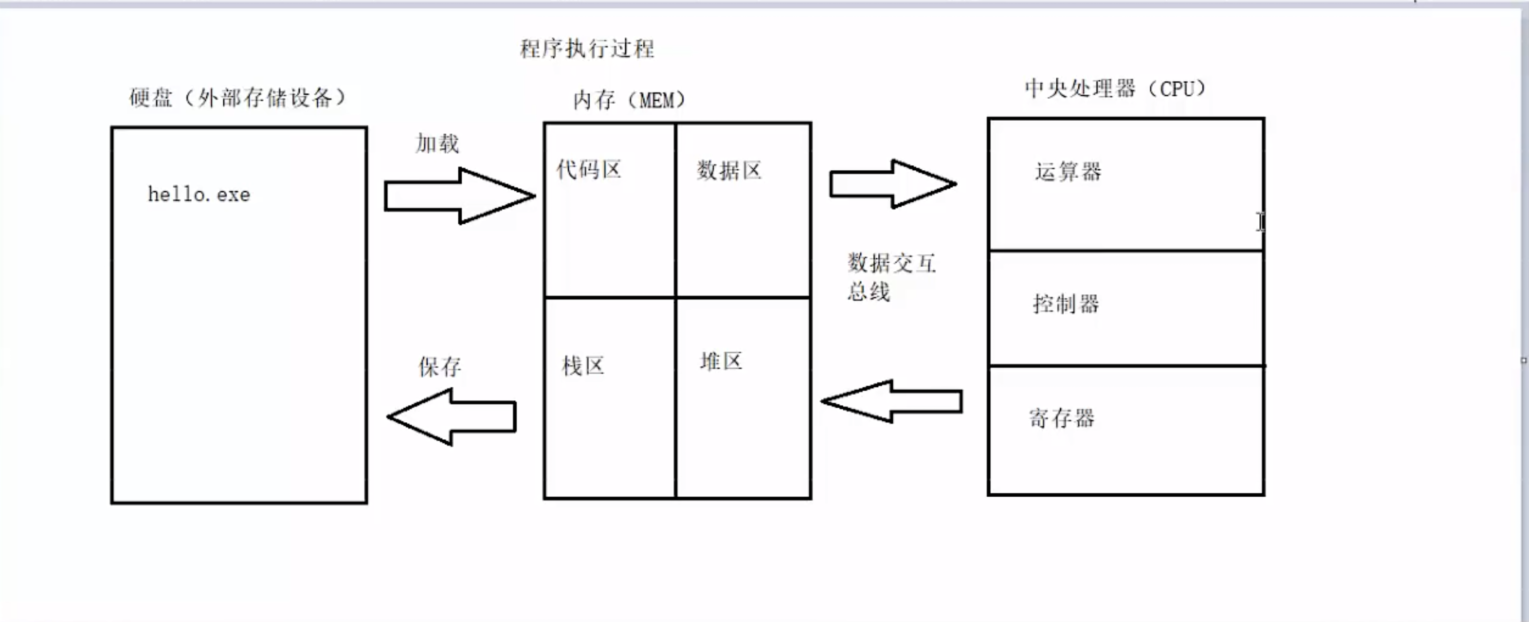 程序执行过程
硬盘（外部存储设备）
内存（MEM）
中央处理器（CPU）
加载
hello.exe
代码区
数据区
运算器
数据交互
总线
控制器
保存
栈区
堆区
寄存器